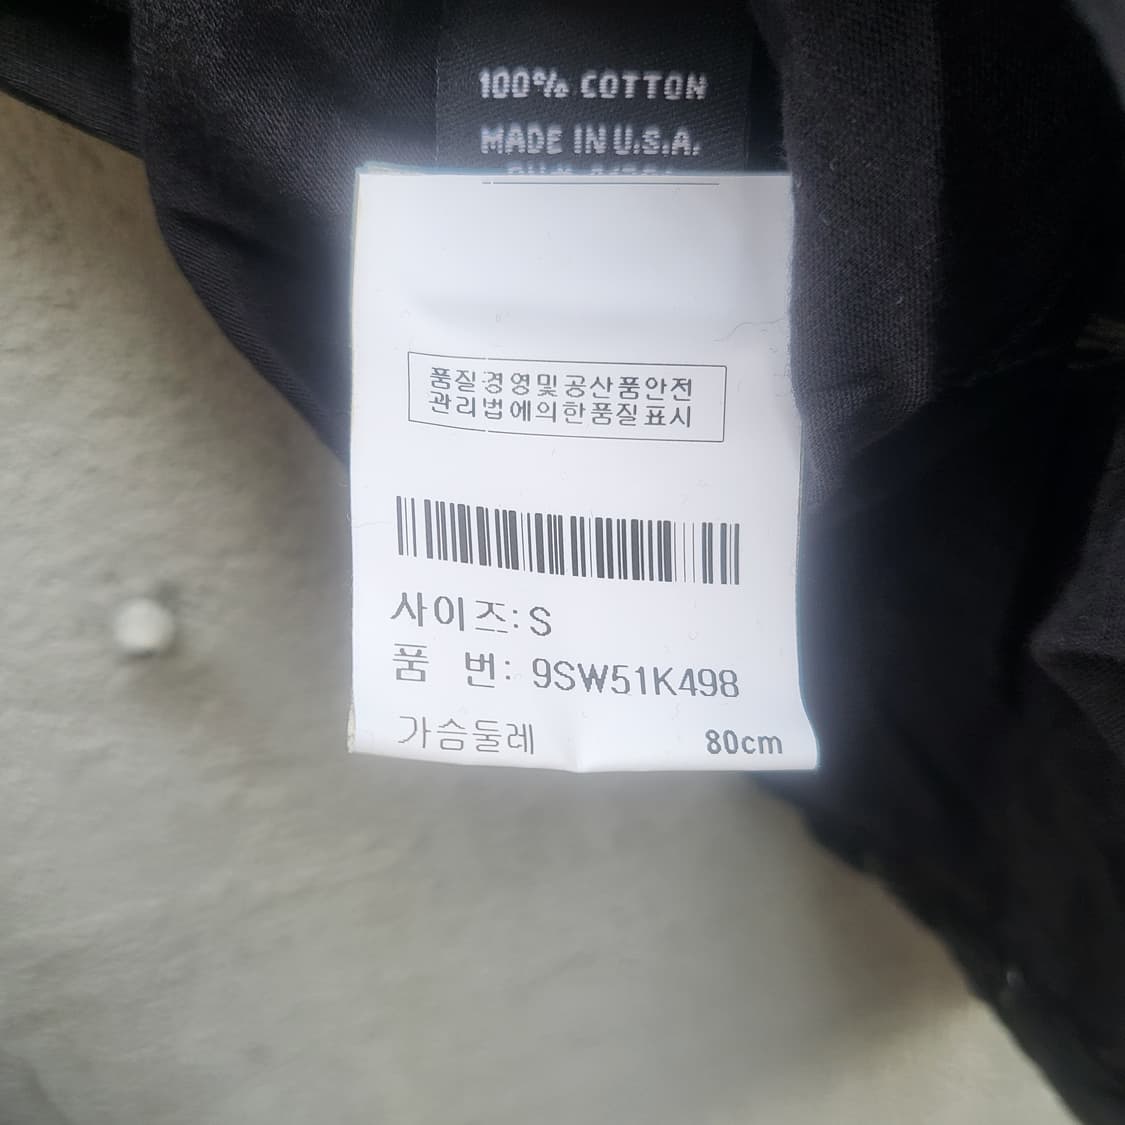 100% COTTON
MADE IN U.S.A.
품질경영및공산품안전
관리법에의한품질표시
사이즈: S
품 번: 9SW51K498
가슴둘레 80cm